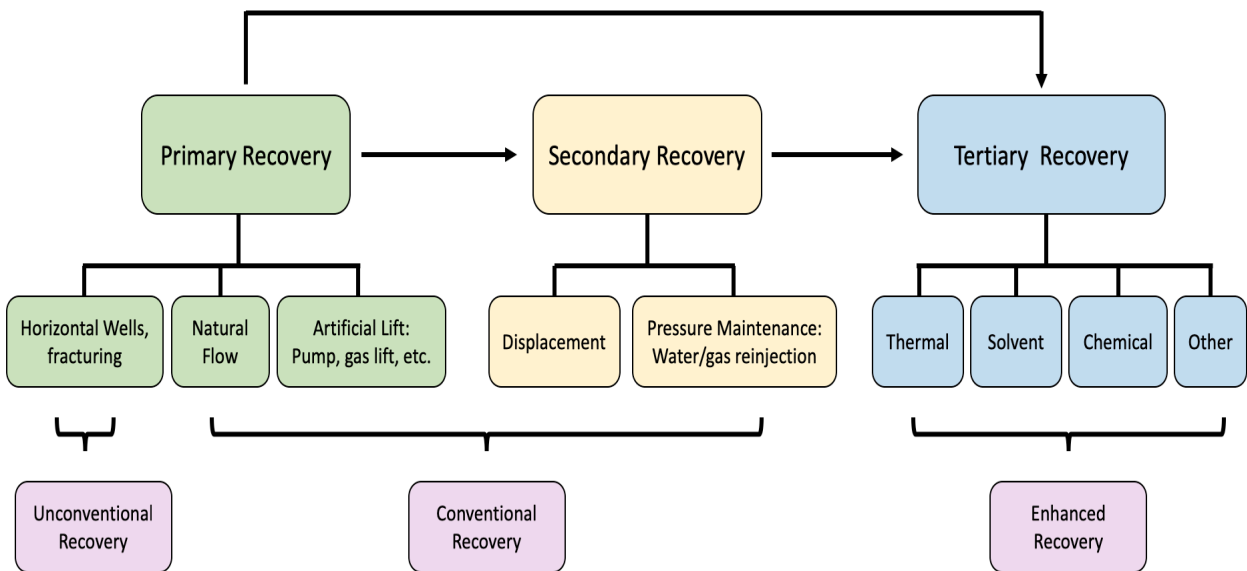 Primary Recovery
Secondary Recovery
Tertiary Recovery
Horizontal Wells,
fracturing
Natural
Flow
Artificial Lift:
Pump, gas lift, etc.
Displacement
Pressure Maintenance:
Water/gas reinjection
Thermal
Solvent
Chemical
Other
Unconventional
Recovery
Conventional
Recovery
Enhanced
Recovery